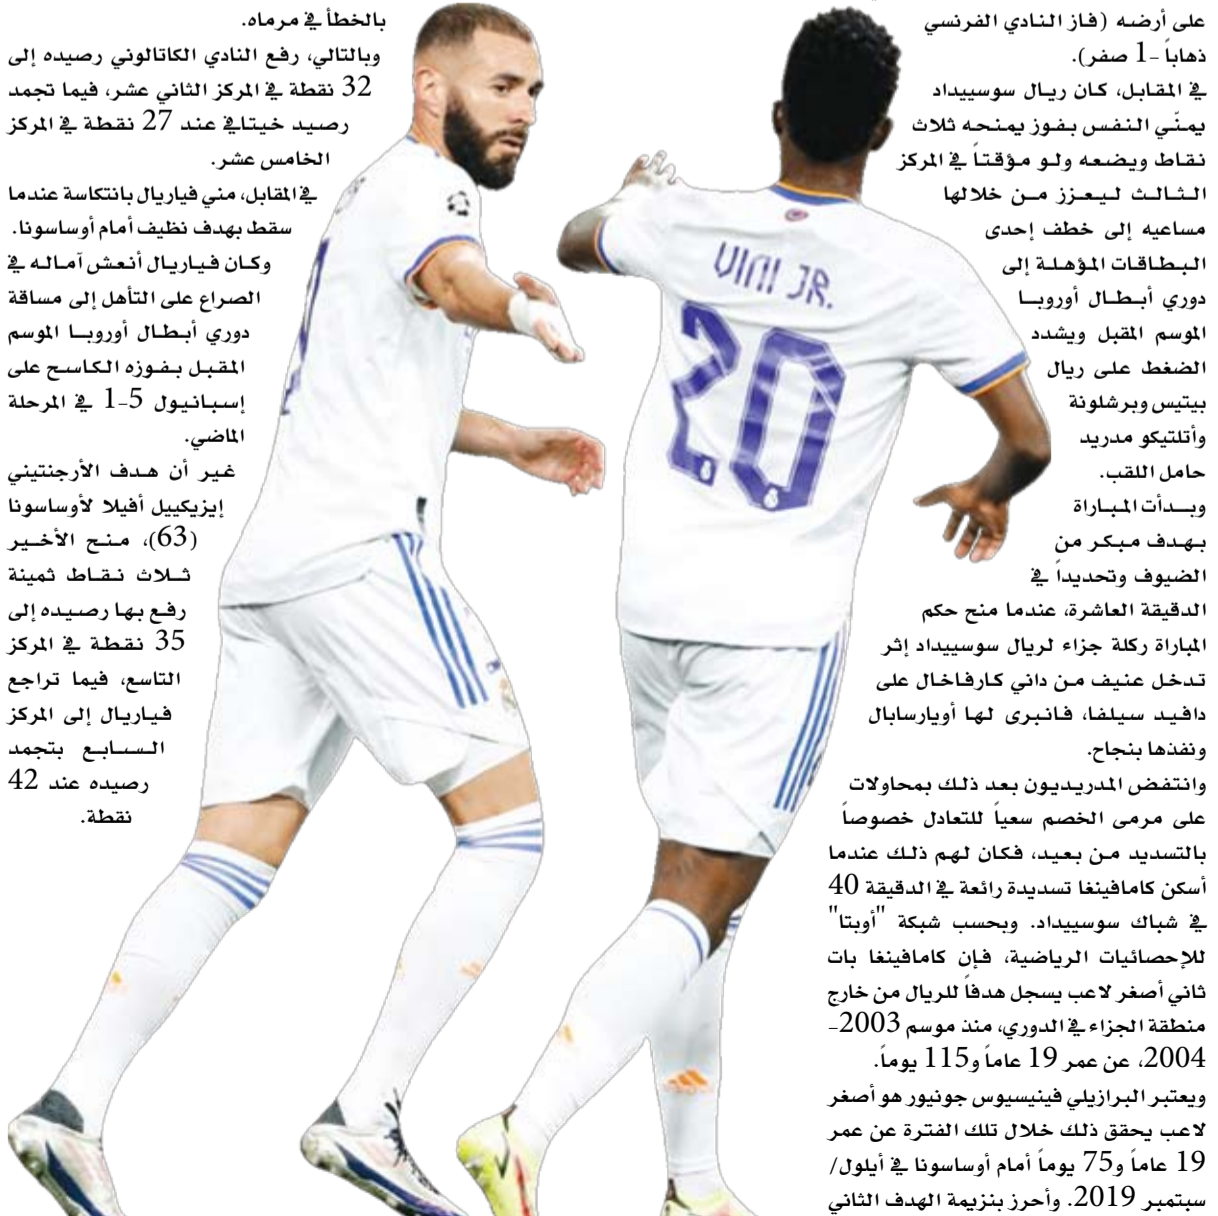 على أرضه (فاز النادي الفرنسي
ذهاباً 1- صفر).
في المقابل، كان ريال سوسييداد
يمنّي النفس بفوز يمنحه ثلاث
نقاط ويضعه ولو مؤقتاً في المركز
الثالث ليعزز من خلالها
مساعيه إلى خطف إحدى
البطاقات المؤهلة إلى
دوري أبطال أوروبا
الموسم المقبل ويشدد
الضغط على ريال
بيتيس وبرشلونة
وأتلتيكو مدريد
حامل اللقب.
وبدأت المباراة
بهدف مبكر من
الضيوف وتحديداً في
الدقيقة العاشرة، عندما منح حكم
المباراة ركلة جزاء لريال سوسييداد إثر
تدخل عنيف من داني كارفاخال على
دافيد سيلفا، فانبرى لها أويارسابال
ونفذها بنجاح.
وانتفض المدريديون بعد ذلك بمحاولات
على مرمى الخصم سعياً للتعادل خصوصاً
بالتسديد من بعيد، فكان لهم ذلك عندما
أسكن كامافينغا تسديدة رائعة في الدقيقة 40
في شباك سوسييداد. وبحسب شبكة "أوبتا"
للإحصائيات الرياضية، فإن كامافينغا بات
ثاني أصغر لاعب يسجل هدفاً للريال من خارج
منطقة الجزاء في الدوري، منذ موسم 2003-
2004، عن عمر 19 عاماً و115 يوماً.
ويعتبر البرازيلي فينيسيوس جونيور هو أصغر
لاعب يحقق ذلك خلال تلك الفترة عن عمر
19 عاماً و75 يوماً أمام أوساسونا في أيلول/
سبتمبر 2019. وأحرز بنزيمة الهدف الثاني
VINI JR.
20
بالخطأ في مرماه.
وبالتالي، رفع النادي الكاتالوني رصيده إلى
32 نقطة في المركز الثاني عشر، فيما تجمد
رصيد خيتافي عند 27 نقطة في المركز
الخامس عشر.
في المقابل، مني فياريال بانتكاسة عندما
سقط بهدف نظيف أمام أوساسونا.
وكان فياريال أنعش آماله في
الصراع على التأهل إلى مسافة
دوري أبطال أوروبا الموسم
المقبل بفوزه الكاسح على
إسبانيول 5-1 في المرحلة
الماضي.
غير أن هدف الأرجنتيني
إيزيكييل أفيلا لأوساسونا
(63)، منح الأخير
ثلاث نقاط ثمينة
رفع بها رصيده إلى
35 نقطة في المركز
التاسع، فيما تراجع
فياريال إلى المركز
السابع بتجمد
رصيده عند 42
نقطة.